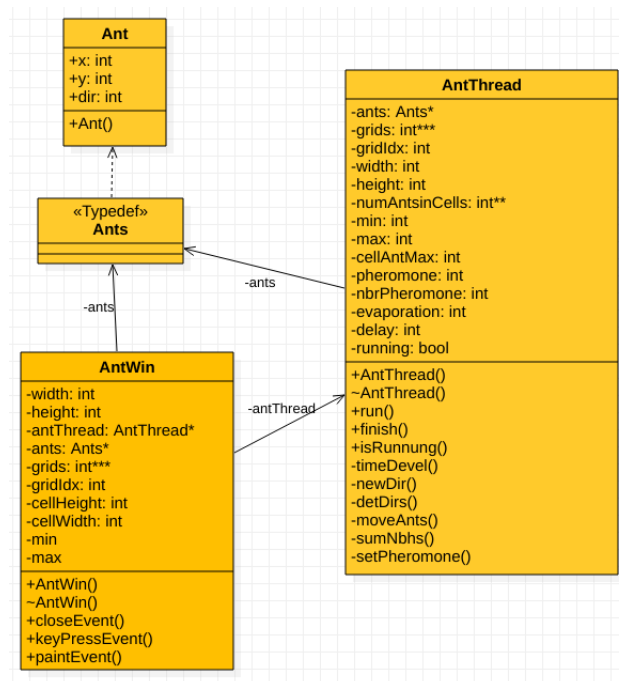 Ant
+x: int
+y: int
+dir: int
+Ant()
«Typedef»
Ants
-ants
-ants
AntWin
-width: int
-height: int
-antThread: AntThread*
-ants: Ants*
-grids: int***
-gridIdx: int
-cellHeight: int
-cellWidth: int
-min
-max
+AntWin()
~AntWin()
+closeEvent()
+keyPressEvent()
+paintEvent()
-antThread
AntThread
-ants: Ants*
-grids: int***
-gridIdx: int
-width: int
-height: int
-numAntsinCells: int**
-min: int
-max: int
-cellAntMax: int
-pheromone: int
-nbrPheromone: int
-evaporation: int
-delay: int
-running: bool
+AntThread()
~AntThread()
+run()
+finish()
+isRunnung()
-timeDevel()
-newDir()
-detDirs()
-moveAnts()
-sumNbhs()
-setPheromone()